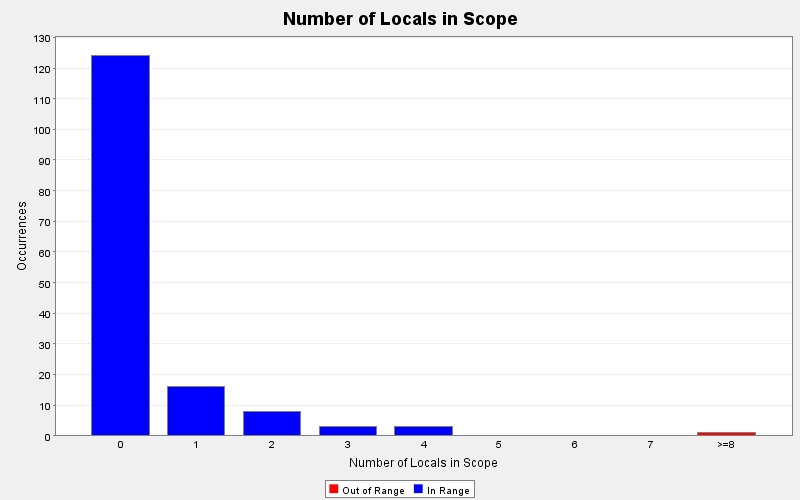 Number of Locals in Scope
130
120
110
100
90
80
70
60
50
40
30
20
10
0
Occurrences
0 1 2 3 4 5 6 7 >=8
Number of Locals in Scope
Out of Range In Range